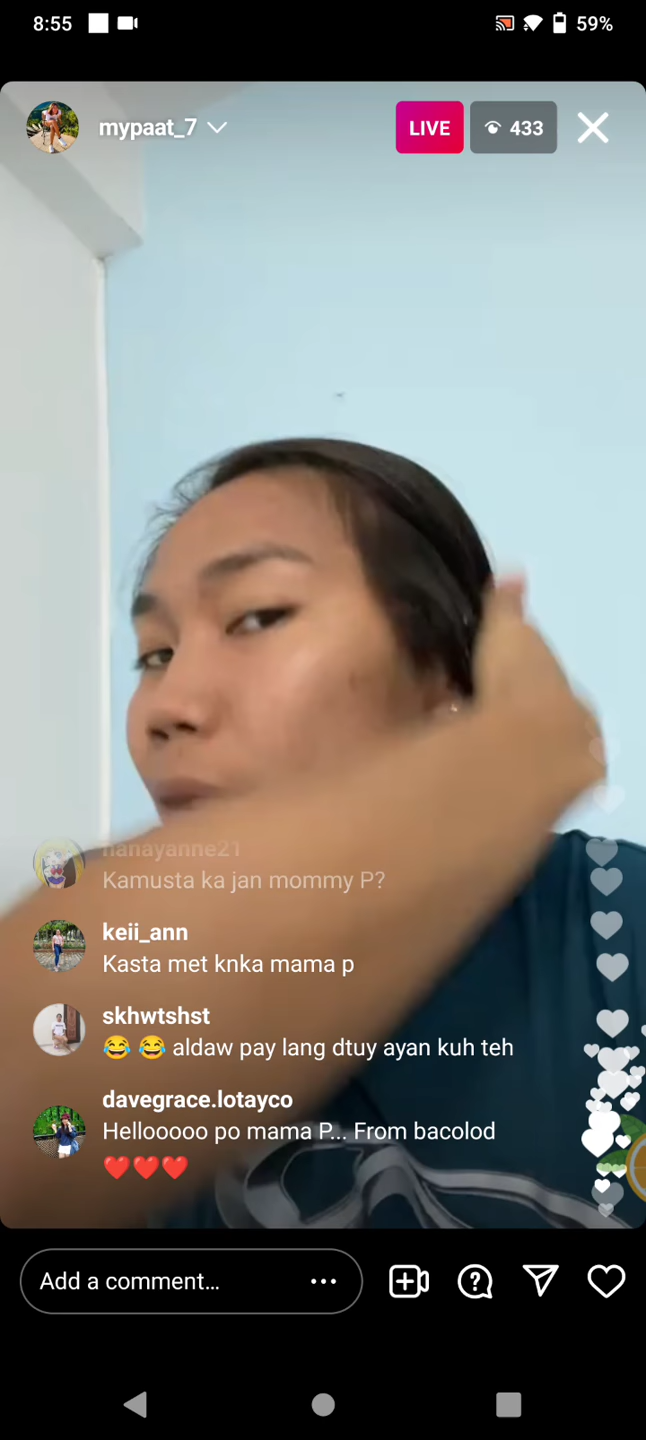 8:55
59%
mypaat_7
LIVE
433
nanayanne21
Kamusta ka jan mommy P?
keii_ann
Kasta met knka mama p
skhwtshst
😂 😂 aldaw pay lang dtuy ayan kuh teh
davegrace.lotayco
Hellooooo po mama P... From bacolod
❤️❤️❤️
Add a comment...